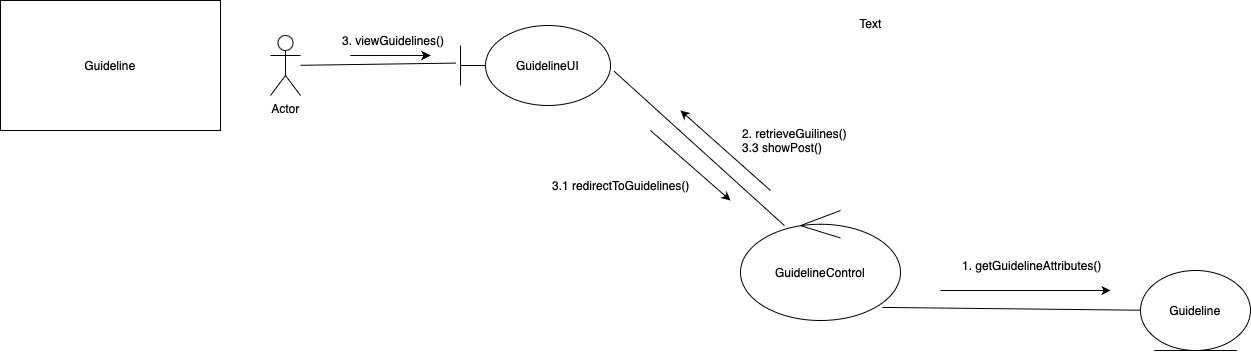 Text
3. viewGuidelines()
Guideline
GuidelineUI
Actor
2. retrieveGuilines()
3.3 showPost()
3.1 redirectToGuidelines()
1. getGuidelineAttributes()
GuidelineControl
Guideline